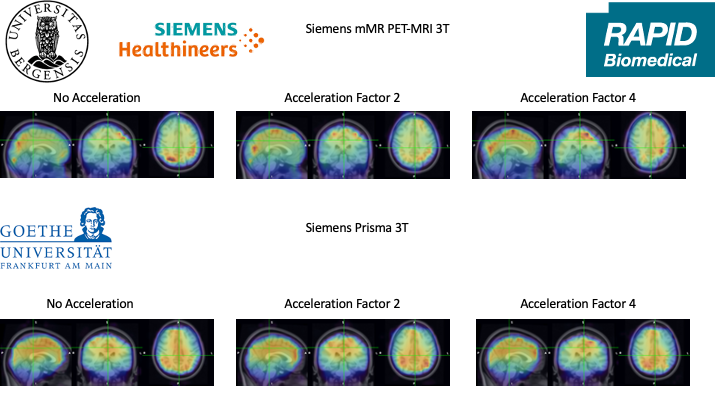 UNIVERSITAS
BERGENSIS
SIEMENS
Healthineers
Siemens mMR PET-MRI 3T
RAPID
Biomedical
No Acceleration
Acceleration Factor 2
Acceleration Factor 4
GOETHE
UNIVERSITÄT
FRANKFURT AM MAIN
Siemens Prisma 3T
No Acceleration
Acceleration Factor 2
Acceleration Factor 4